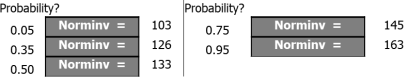 Probability?
0.05 Norminv = 103
0.35 Norminv = 126
0.50 Norminv = 133
Probability?
0.75 Norminv = 145
0.95 Norminv = 163